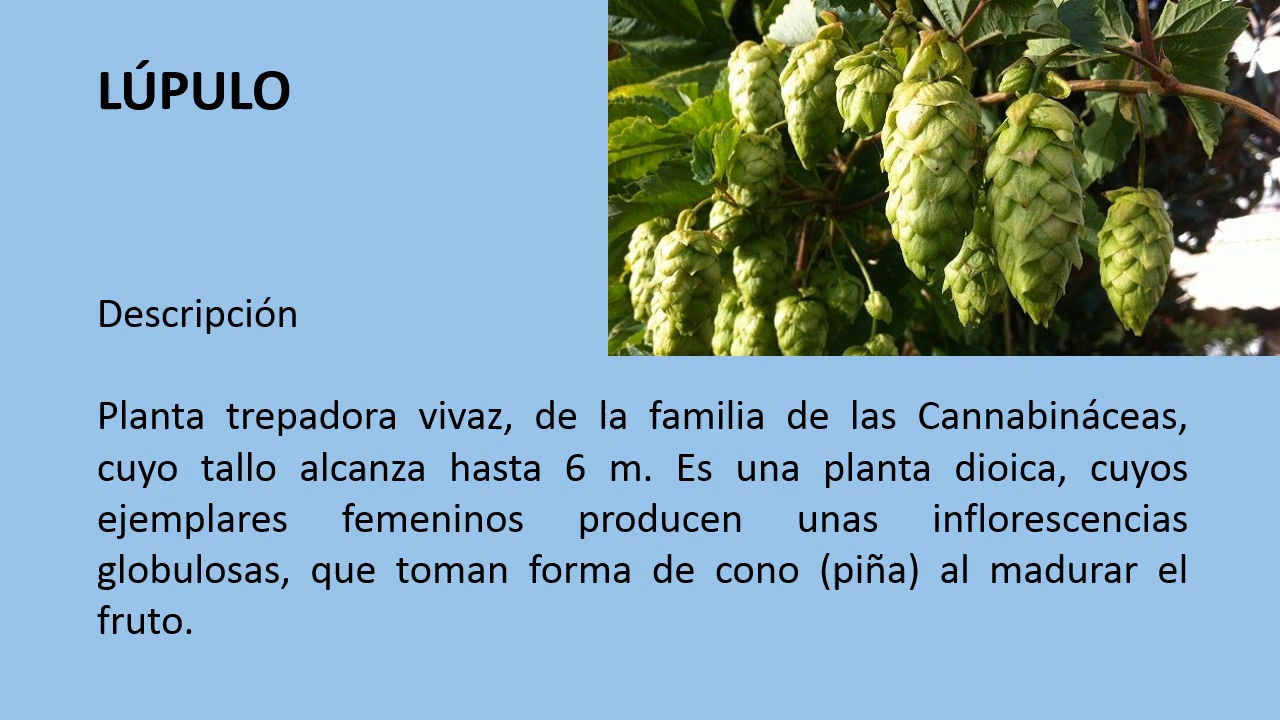 LÚPULO
Descripción
Planta trepadora vivaz, de la familia de las Cannabináceas,
cuyo tallo alcanza hasta 6 m. Es una planta dioica, cuyos
ejemplares femeninos producen unas inflorescencias
globulosas, que toman forma de cono (piña) al madurar el
fruto.